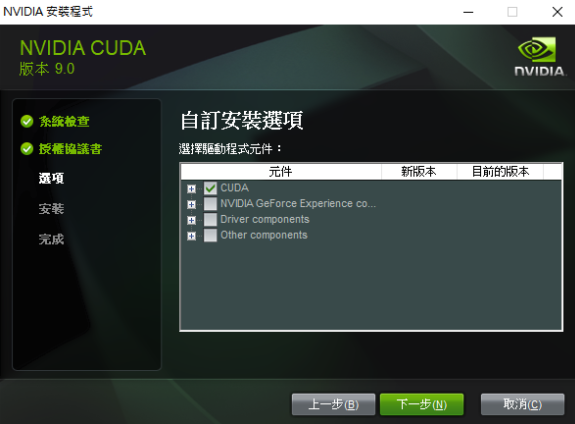 NVIDIA 安裝程式
NVIDIA CUDA
版本 9.0
NVIDIA.
系統檢查
授權協議書
選項
安裝
完成
自訂安裝選項
選擇驅動程式元件：
元件 新版本 目前的版本
CUDA
NVIDIA GeForce Experience co...
Driver components
Other components
上一步(B) 下一步(N) 取消(C)